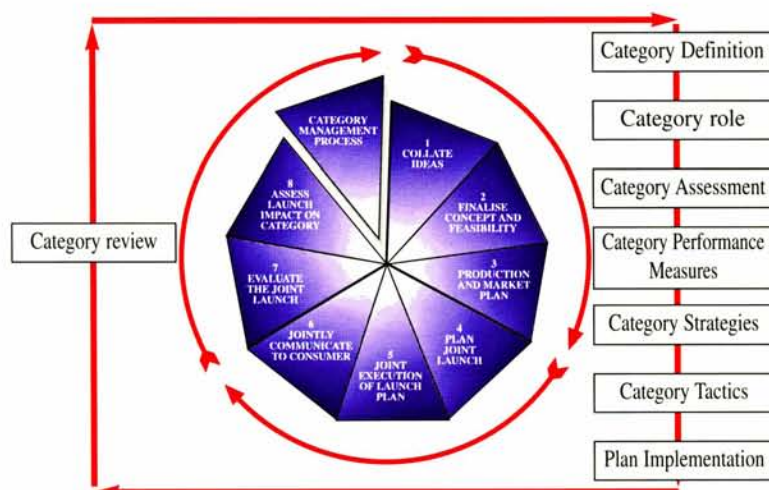 Category Definition
Category role
Category Assessment
Category Performance
Measures
Category Strategies
Category Tactics
Plan Implementation
Category review
CATEGORY
MANAGEMENT
PROCESS
1
COLLATE
IDEAS
2
FINALISE
CONCEPT AND
FEASIBILITY
3
PRODUCTION
AND MARKET
PLAN
4
PLAN
JOINT
LAUNCH
5
JOINT
EXECUTION
OF LAUNCH
PLAN
6
JOINTLY
COMMUNICATE
TO CONSUMER
7
EVALUATE
THE JOINT
LAUNCH
8
ASSESS
LAUNCH
IMPACT ON
CATEGORY